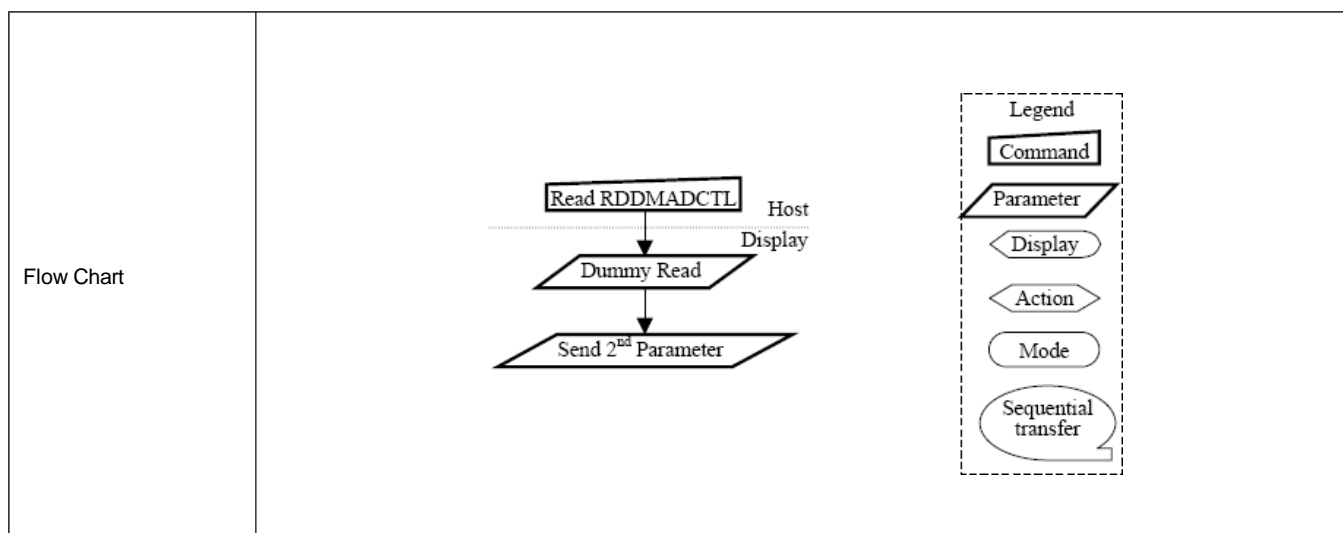 Flow Chart
Read RDDMADCTL
Host
Display
Dummy Read
Send 2nd Parameter
Legend
Command
Parameter
Display
Action
Mode
Sequential
transfer